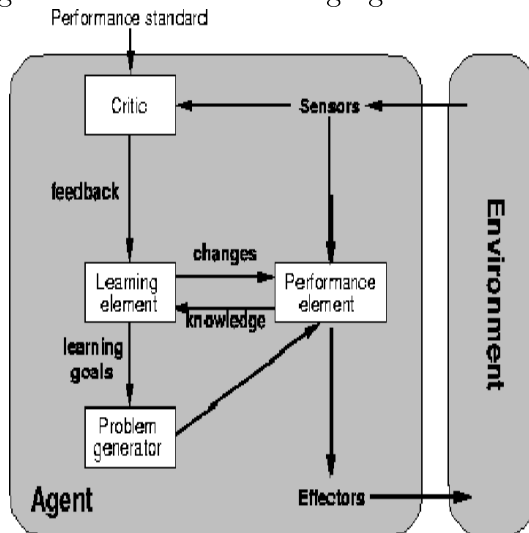 Performance standard
Critic
Sensors
feedback
changes
Learning
element
Performance
element
knowledge
learning
goals
Problem
generator
Agent
Effectors
Environment